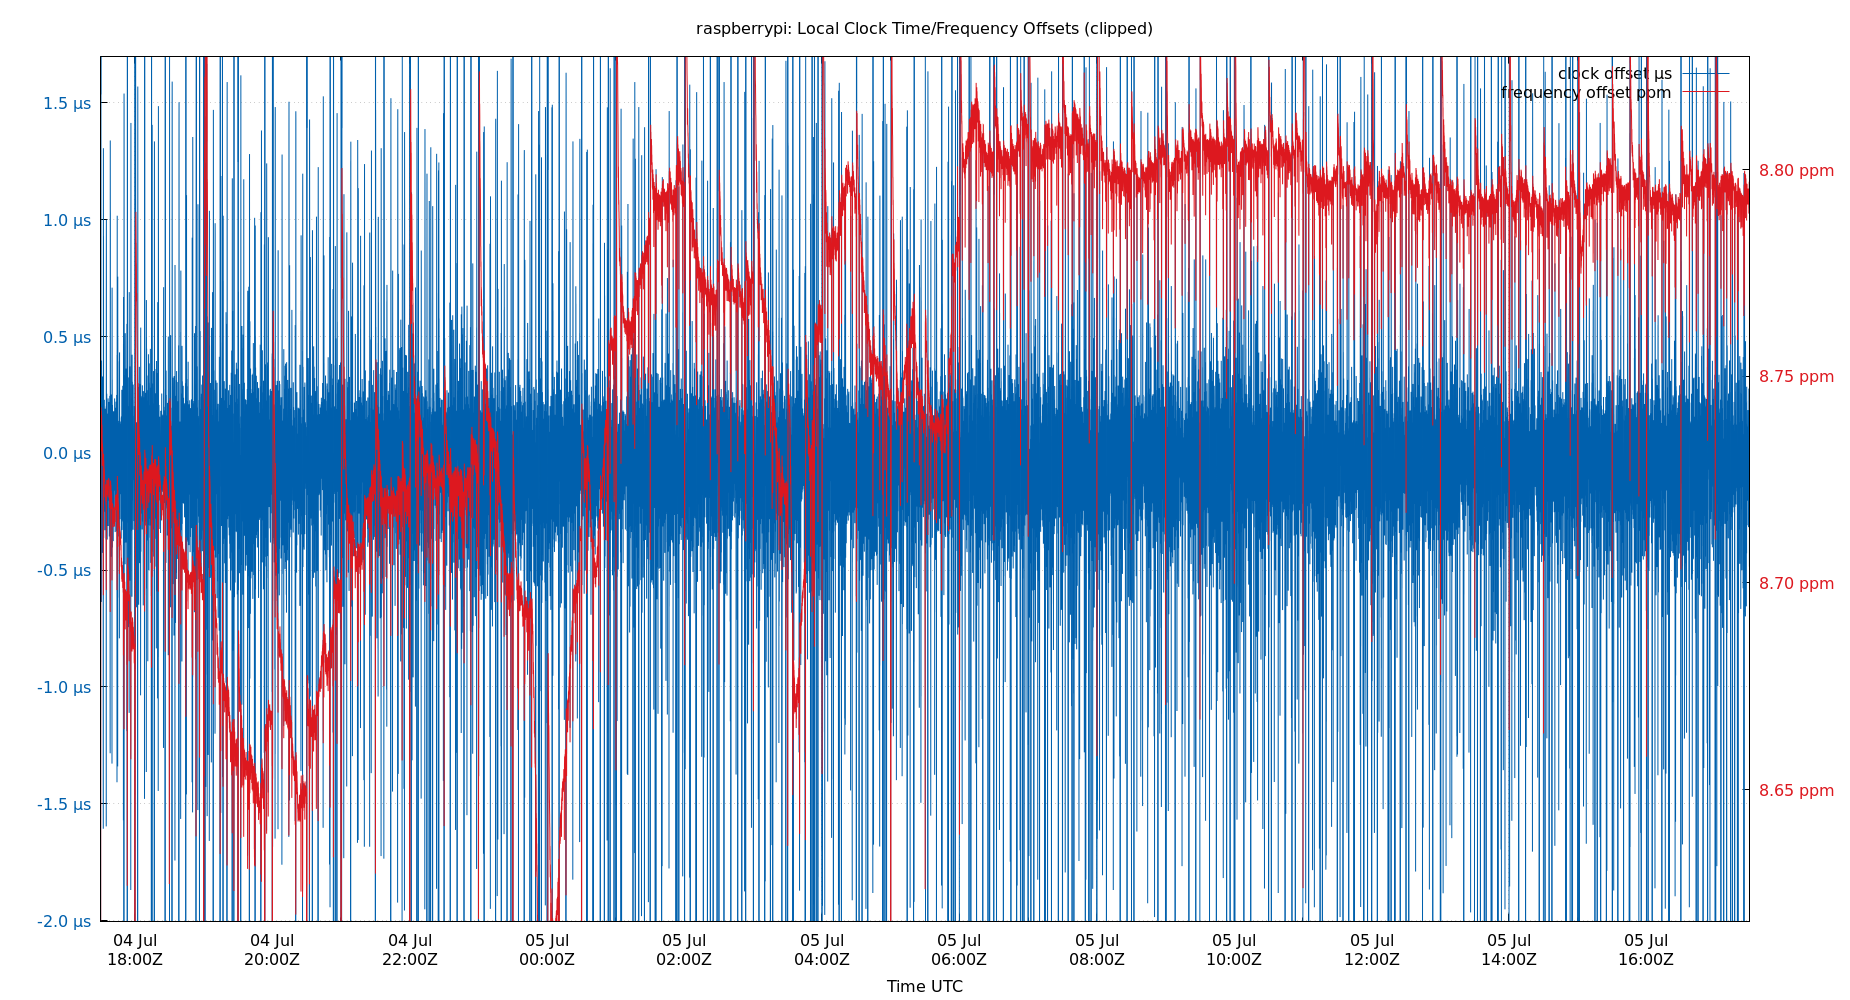 raspberrypi: Local Clock Time/Frequency Offsets (clipped)
clock offset µs
frequency offset ppm
1.5 µs
1.0 µs
0.5 µs
0.0 µs
-0.5 µs
-1.0 µs
-1.5 µs
-2.0 µs
8.80 ppm
8.75 ppm
8.70 ppm
8.65 ppm
04 Jul
18:00Z
04 Jul
20:00Z
04 Jul
22:00Z
05 Jul
00:00Z
05 Jul
02:00Z
05 Jul
04:00Z
05 Jul
06:00Z
05 Jul
08:00Z
05 Jul
10:00Z
05 Jul
12:00Z
05 Jul
14:00Z
05 Jul
16:00Z
Time UTC